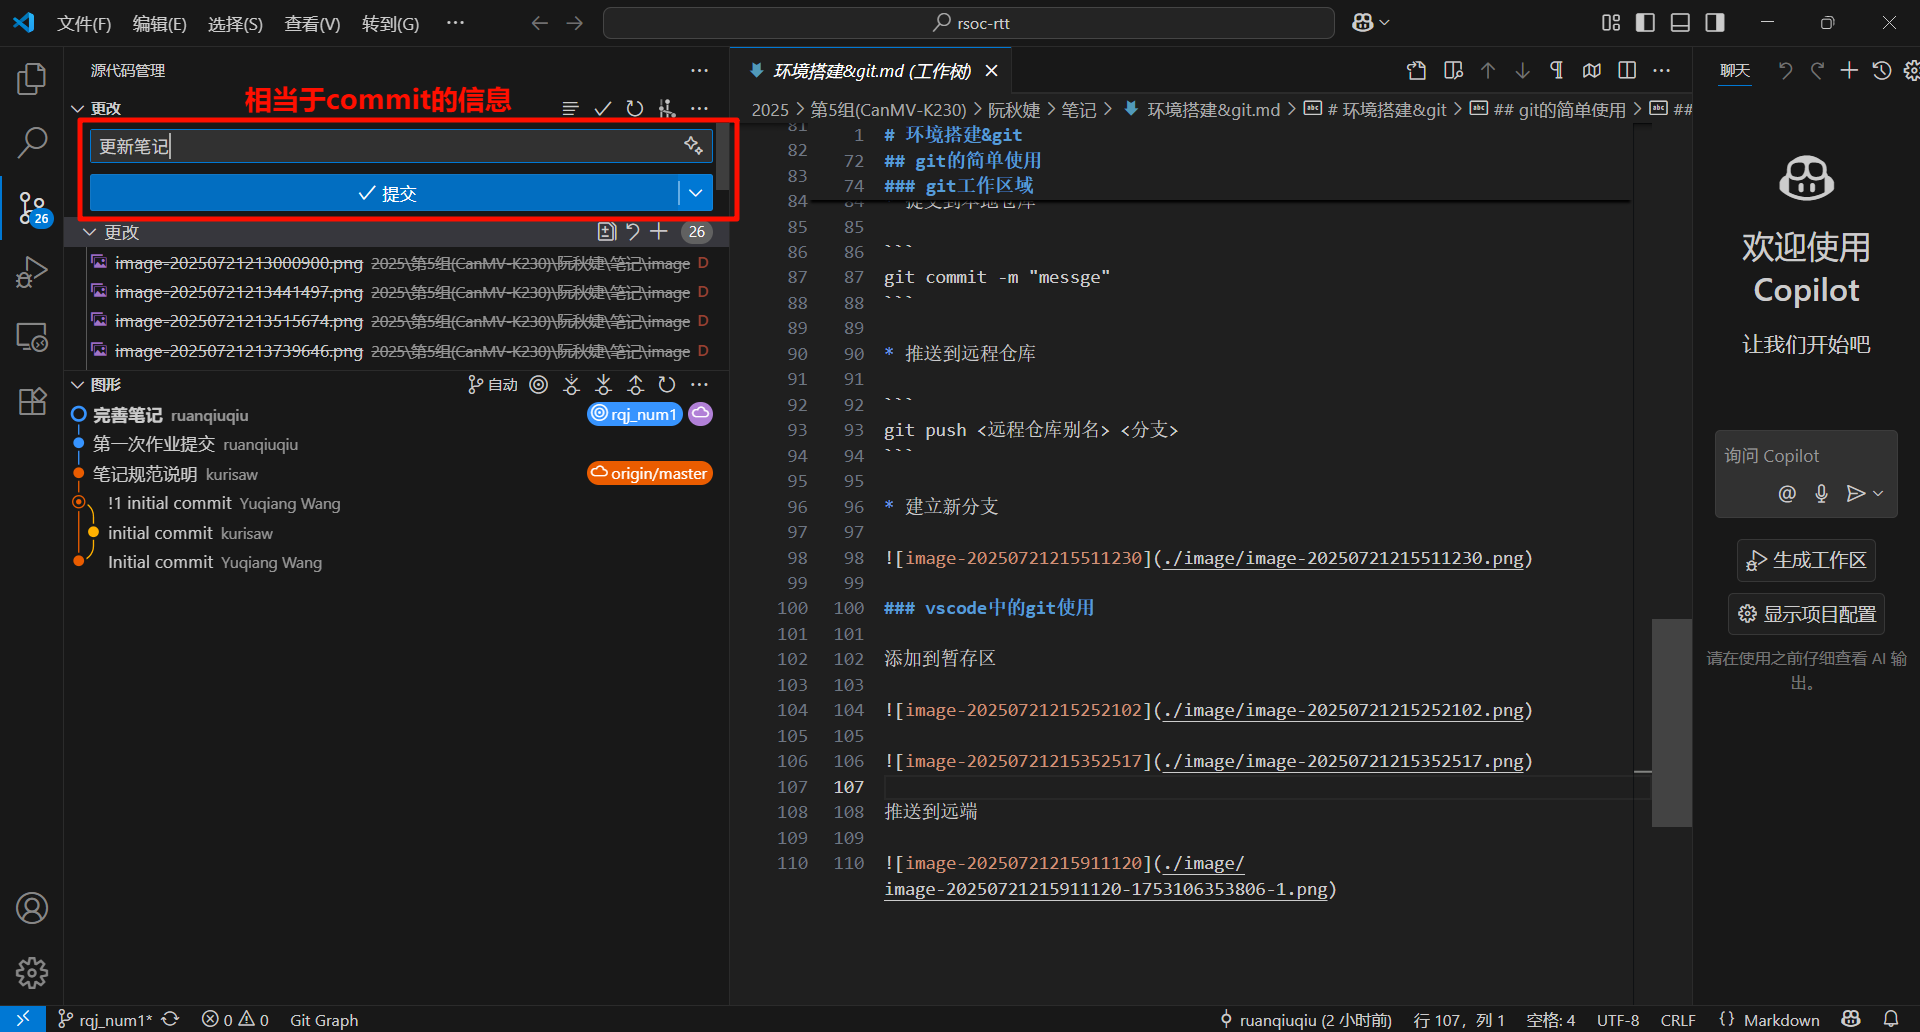 文件(F) 编辑(E) 选择(S) 查看(V) 转到(G) ··· rsoc-rtt
源代码管理
相当于commit的信息
更改
更新笔记
提交
更改 26
image-20250721213000900.png 2025\第5组(CanMV-K230)\阮秋婕\笔记\image D
image-20250721213441497.png 2025\第5组(CanMV-K230)\阮秋婕\笔记\image D
image-20250721213515674.png 2025\第5组(CanMV-K230)\阮秋婕\笔记\image D
image-20250721213739646.png 2025\第5组(CanMV-K230)\阮秋婕\笔记\image D
图形 自动
完善笔记 ruanqiuqiu rqj_num1
第一次作业提交 ruanqiuqiu
笔记规范说明 kurisaw origin/master
!1 initial commit Yuqiang Wang
initial commit kurisaw
Initial commit Yuqiang Wang
26
环境搭建&git.md (工作树)
2025 > 第5组(CanMV-K230) > 阮秋婕 > 笔记 > 环境搭建&git.md > # 环境搭建&git > ## git的简单使用 > ##
81 1 # 环境搭建&git
82 72 ## git的简单使用
83 74 ### git工作区域
84 84 提交到本地仓库
85 85
86 86 ```
87 87 git commit -m "messge"
88 88 ```
89 89
90 90 * 推送到远程仓库
91 91
92 92 ```
93 93 git push <远程仓库别名> <分支>
94 94 ```
95 95
96 96 * 建立新分支
97 97
98 98 ![image-20250721215511230](./image/image-20250721215511230.png)
99 99
100 100 ### vscode中的git使用
101 101
102 102 添加到暂存区
103 103
104 104 ![image-20250721215252102](./image/image-20250721215252102.png)
105 105
106 106 ![image-20250721215352517](./image/image-20250721215352517.png)
107 107
108 108 推送到远端
109 109
110 110 ![image-20250721215911120](./image/
image-20250721215911120-1753106353806-1.png)
聊天
欢迎使用
Copilot
让我们开始吧
询问 Copilot
生成工作区
显示项目配置
请在使用之前仔细查看 AI 输
出。
rqj_num1* 0 0 Git Graph ruanqiuqiu (2 小时前) 行 107，列 1 空格: 4 UTF-8 CRLF {} Markdown